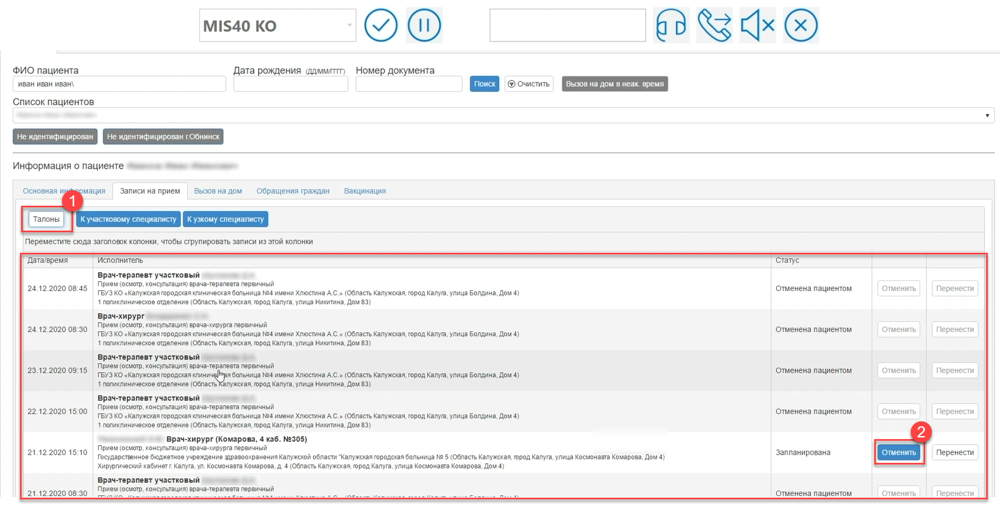 MIS40 KO
ФИО пациента
Дата рождения (ДД/ММ/ГГГГ)
Номер документа
иван иван иван\
Поиск
Очистить
Вызов на дом в неак. время
Список пациентов
Не идентифицирован
Не идентифицирован г.Обнинск
Информация о пациенте
Основная информация
Записи на прием
Вызов на дом
Обращения граждан
Вакцинация
1
Талоны
К участковому специалисту
К узкому специалисту
Переместите сюда заголовок колонки, чтобы сгрупировать записи из этой колонки
Дата/время
Исполнитель
Статус
24.12.2020 08:45
Врач-терапевт участковый
Прием (осмотр, консультация) врача-терапевта первичный
ГБУЗ КО «Калужская городская клиническая больница №4 имени Хлюстина А.С.» (Область Калужская, город Калуга, улица Болдина, Дом 4)
1 поликлиническое отделение (Область Калужская, город Калуга, улица Никитина, Дом 83)
Отменена пациентом
Отменить
Перенести
24.12.2020 08:30
Врач-хирург
Прием (осмотр, консультация) врача-хирурга первичный
ГБУЗ КО «Калужская городская клиническая больница №4 имени Хлюстина А.С.» (Область Калужская, город Калуга, улица Болдина, Дом 4)
1 поликлиническое отделение (Область Калужская, город Калуга, улица Никитина, Дом 83)
Отменена пациентом
Отменить
Перенести
23.12.2020 09:15
Врач-терапевт участковый
Прием (осмотр, консультация) врача-терапевта первичный
ГБУЗ КО «Калужская городская клиническая больница №4 имени Хлюстина А.С.» (Область Калужская, город Калуга, улица Болдина, Дом 4)
1 поликлиническое отделение (Область Калужская, город Калуга, улица Никитина, Дом 83)
Отменена пациентом
Отменить
Перенести
22.12.2020 15:00
Врач-терапевт участковый
Прием (осмотр, консультация) врача-терапевта первичный
ГБУЗ КО «Калужская городская клиническая больница №4 имени Хлюстина А.С.» (Область Калужская, город Калуга, улица Болдина, Дом 4)
1 поликлиническое отделение (Область Калужская, город Калуга, улица Никитина, Дом 83)
Отменена пациентом
Отменить
Перенести
2
21.12.2020 15:10
Врач-хирург (Комарова, 4 каб. №305)
Прием (осмотр, консультация) врача-хирурга первичный
Государственное бюджетное учреждение здравоохранения Калужской области "Калужская городская больница № 5 (Область Калужская, город Калуга, улица Космонавта Комарова, Дом 4)
Хирургический кабинет г. Калуга, ул. Космонавта Комарова, д. 4 (Область Калужская, город Калуга, улица Космонавта Комарова, Дом 4)
Запланирована
Отменить
Перенести
21.12.2020 08:30
Врач-терапевт участковый
Прием (осмотр, консультация) врача-терапевта первичный
Отменена пациентом
Отменить
Перенести